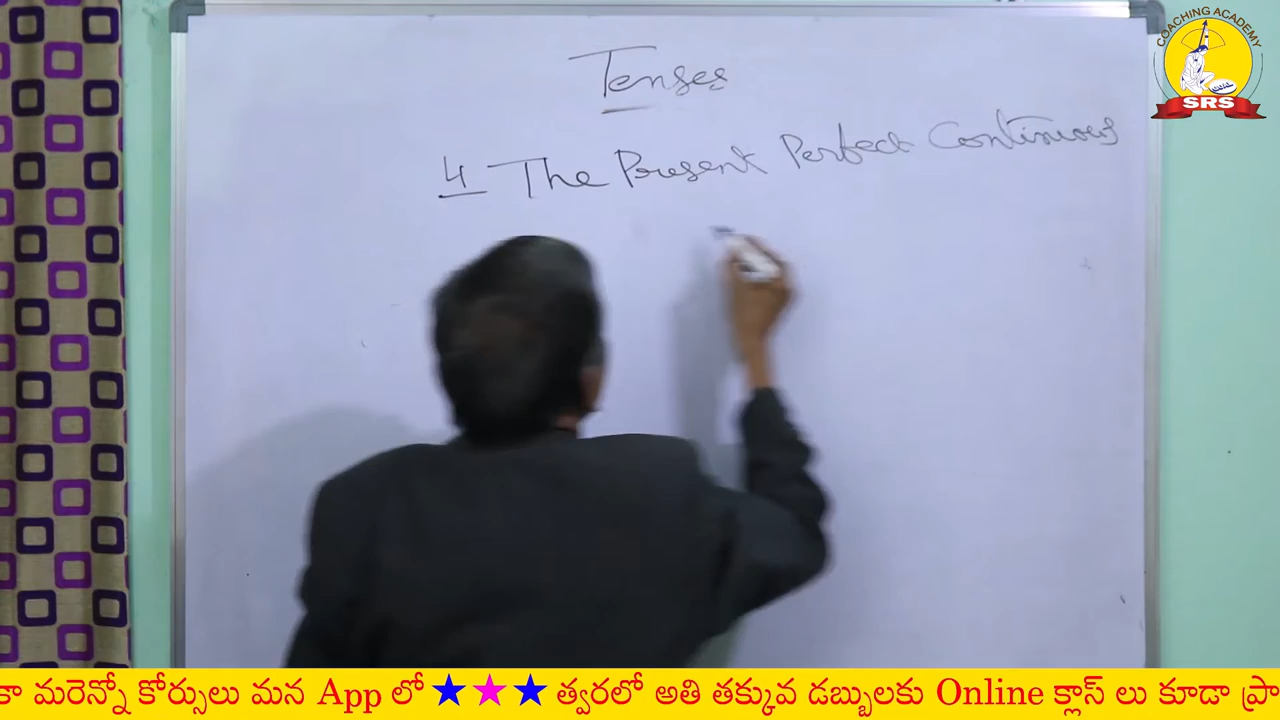 COACHING ACADEMY
SRS
Tenses
4 The Present Perfect Continuous
కా మరెన్నో కోర్సులు మన App లో ★★★ త్వరలో అతి తక్కువ డబ్బులకు Online క్లాస్ లు కూడా ప్రా